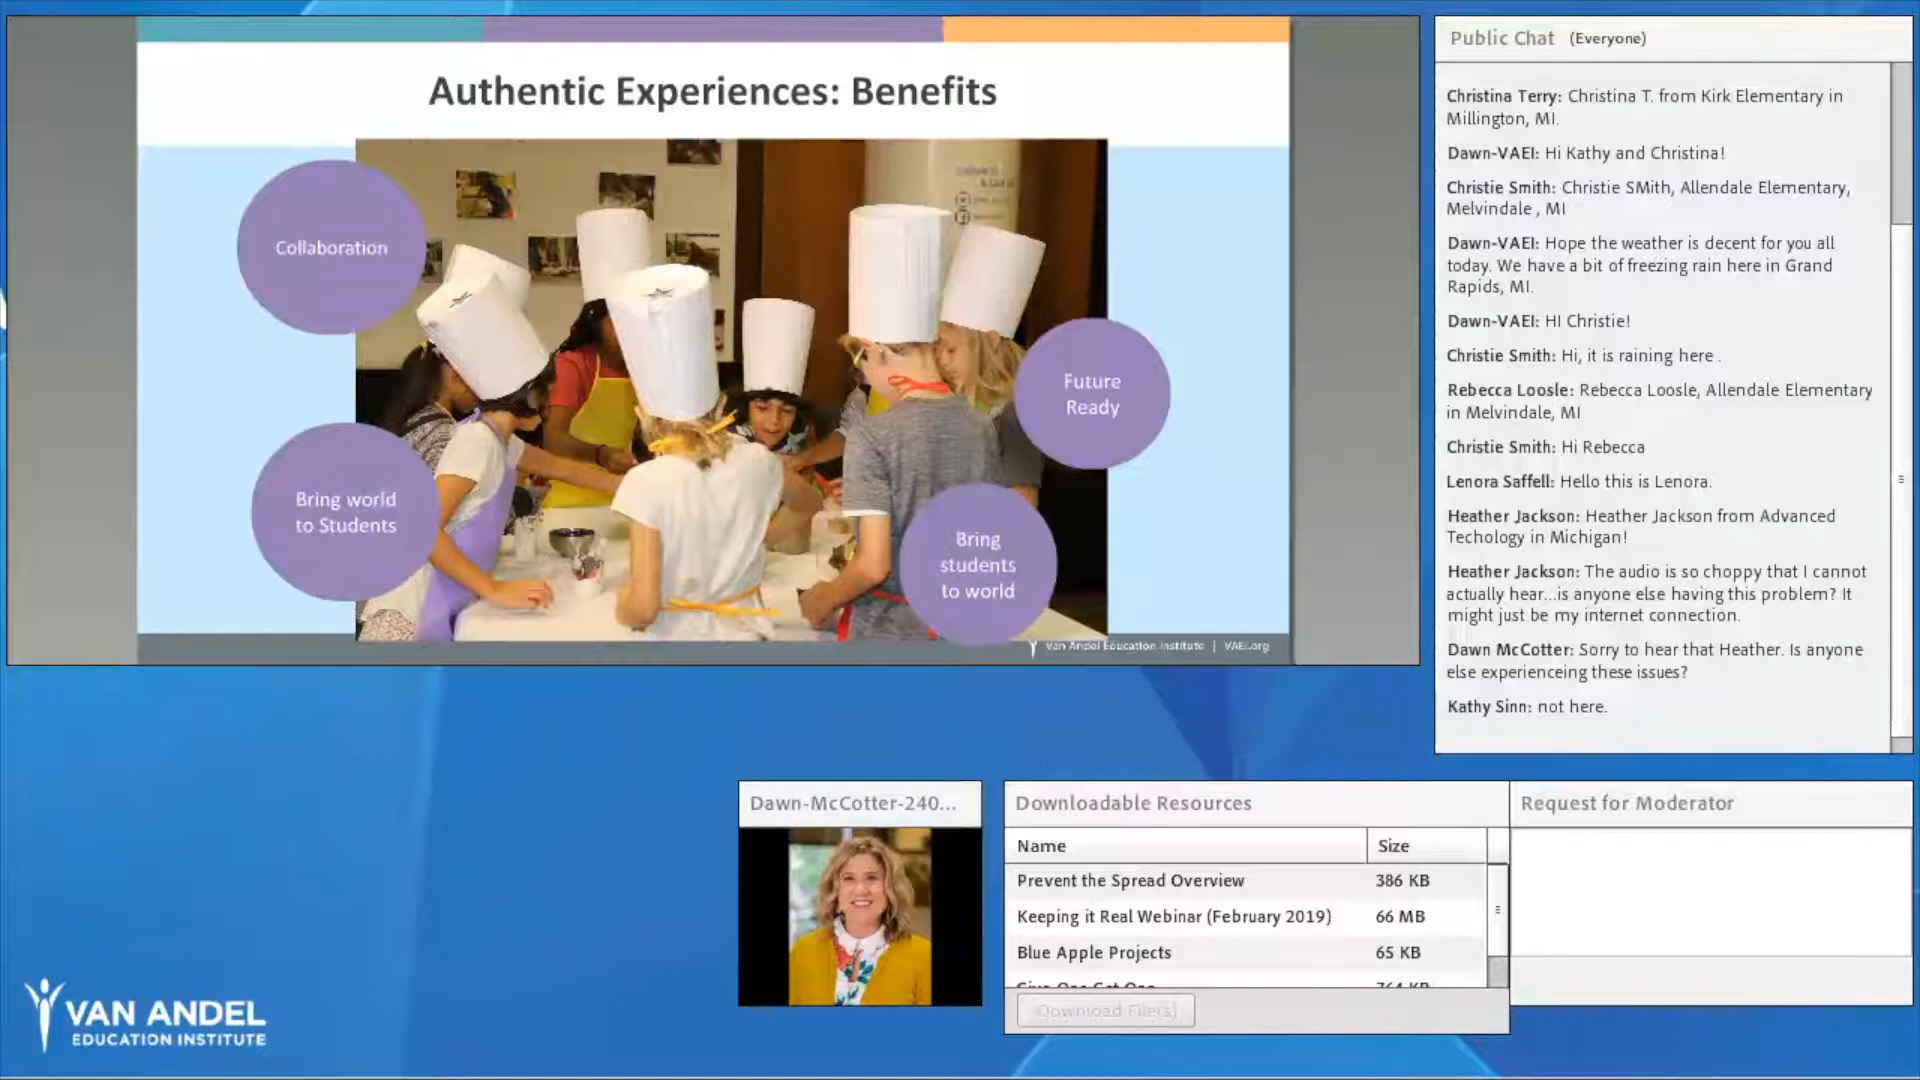 Authentic Experiences: Benefits
Collaboration
Bring world
to Students
Future
Ready
Bring
students
to world
Van Andel Education Institute | VAEI.org
Public Chat (Everyone)
Christina Terry: Christina T. from Kirk Elementary in
Millington, MI.
Dawn-VAEI: Hi Kathy and Christina!
Christie Smith: Christie SMith, Allendale Elementary,
Melvindale , MI
Dawn-VAEI: Hope the weather is decent for you all
today. We have a bit of freezing rain here in Grand
Rapids, MI.
Dawn-VAEI: HI Christie!
Christie Smith: Hi, it is raining here .
Rebecca Loosle: Rebecca Loosle, Allendale Elementary
in Melvindale, MI
Christie Smith: Hi Rebecca
Lenora Saffell: Hello this is Lenora.
Heather Jackson: Heather Jackson from Advanced
Techology in Michigan!
Heather Jackson: The audio is so choppy that I cannot
actually hear...is anyone else having this problem? It
might just be my internet connection.
Dawn McCotter: Sorry to hear that Heather. Is anyone
else experienceing these issues?
Kathy Sinn: not here.
Dawn-McCotter-240...
Downloadable Resources
Name Size
Prevent the Spread Overview 386 KB
Keeping it Real Webinar (February 2019) 66 MB
Blue Apple Projects 65 KB
Give One Get One 764 KB
Download File(s)
Request for Moderator
VAN ANDEL
EDUCATION INSTITUTE